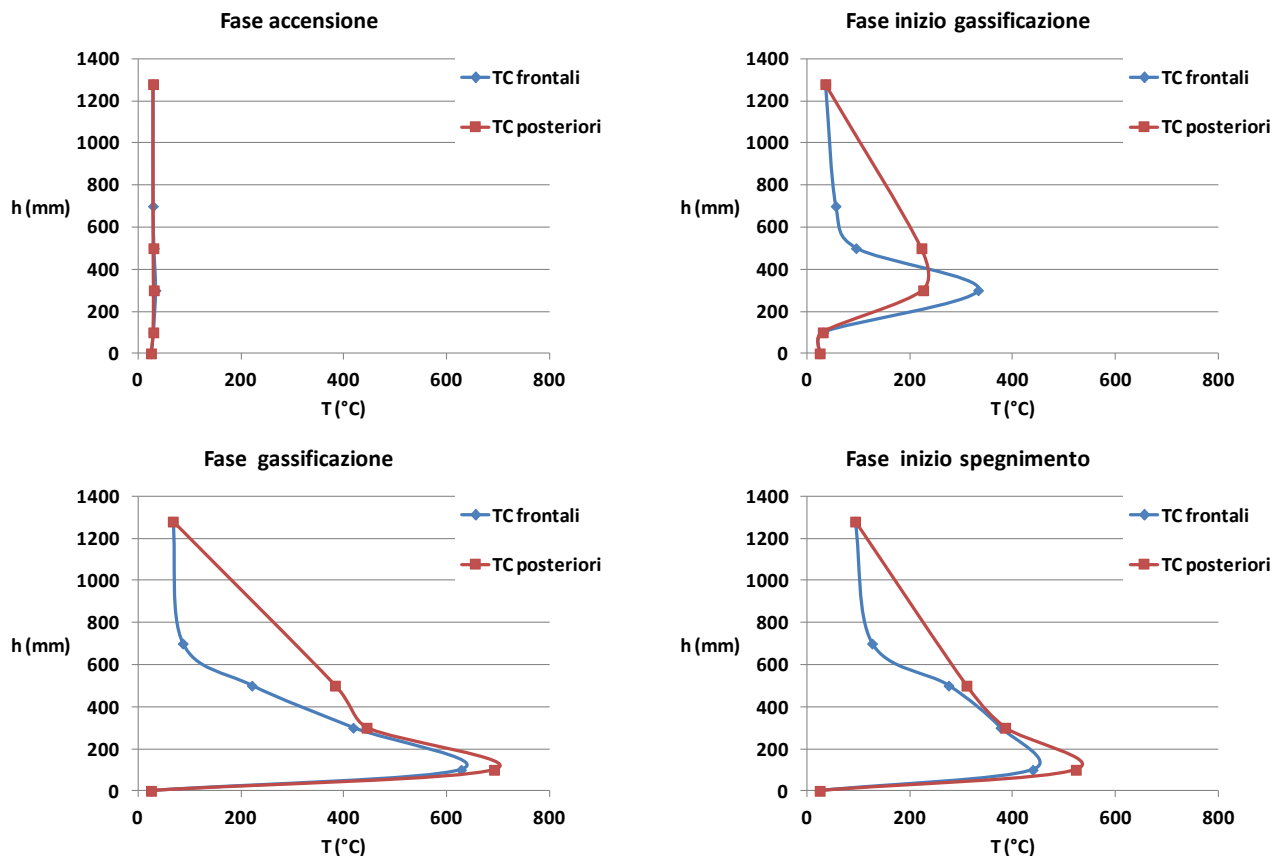 Fase accensione
1400
1200
1000
800
600
400
200
0
h (mm)
0 200 400 600 800
T (°C)
TC frontali
TC posteriori
Fase inizio gassificazione
1400
1200
1000
800
600
400
200
0
h (mm)
0 200 400 600 800
T (°C)
TC frontali
TC posteriori
Fase gassificazione
1400
1200
1000
800
600
400
200
0
h (mm)
0 200 400 600 800
T (°C)
TC frontali
TC posteriori
Fase inizio spegnimento
1400
1200
1000
800
600
400
200
0
h (mm)
0 200 400 600 800
T (°C)
TC frontali
TC posteriori